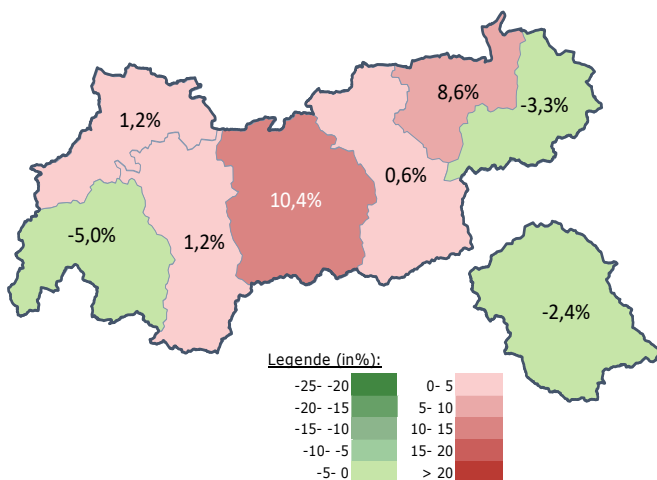 8,6%
-3,3%
1,2%
0,6%
10,4%
-5,0%
1,2%
-2,4%
Legende (in%):
-25- -20 0- 5
-20- -15 5- 10
-15- -10 10- 15
-10- -5 15- 20
-5- 0 > 20